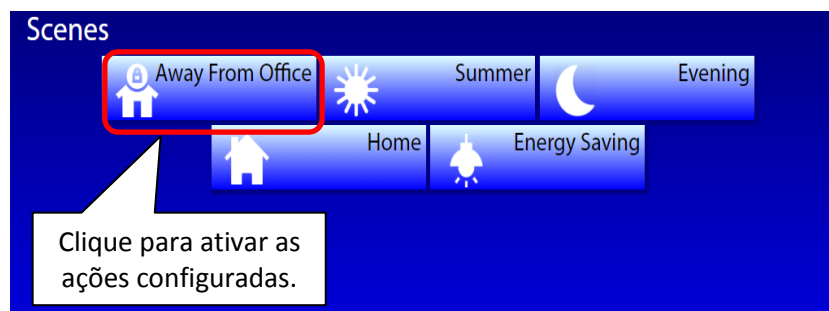 Scenes
Away From Office
Summer
Evening
Home
Energy Saving
Clique para ativar as
ações configuradas.